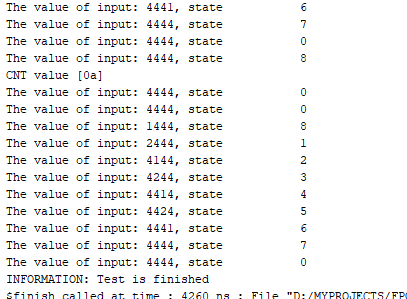 The value of input: 4441, state 6
The value of input: 4444, state 7
The value of input: 4444, state 0
The value of input: 4444, state 8
CNT value [0a]
The value of input: 4444, state 0
The value of input: 4444, state 0
The value of input: 1444, state 8
The value of input: 2444, state 1
The value of input: 4144, state 2
The value of input: 4244, state 3
The value of input: 4414, state 4
The value of input: 4424, state 5
The value of input: 4441, state 6
The value of input: 4444, state 7
The value of input: 4444, state 0
INFORMATION: Test is finished
$finish called at time : 4260 ns : File "D:/MYPROJECTS/FPG